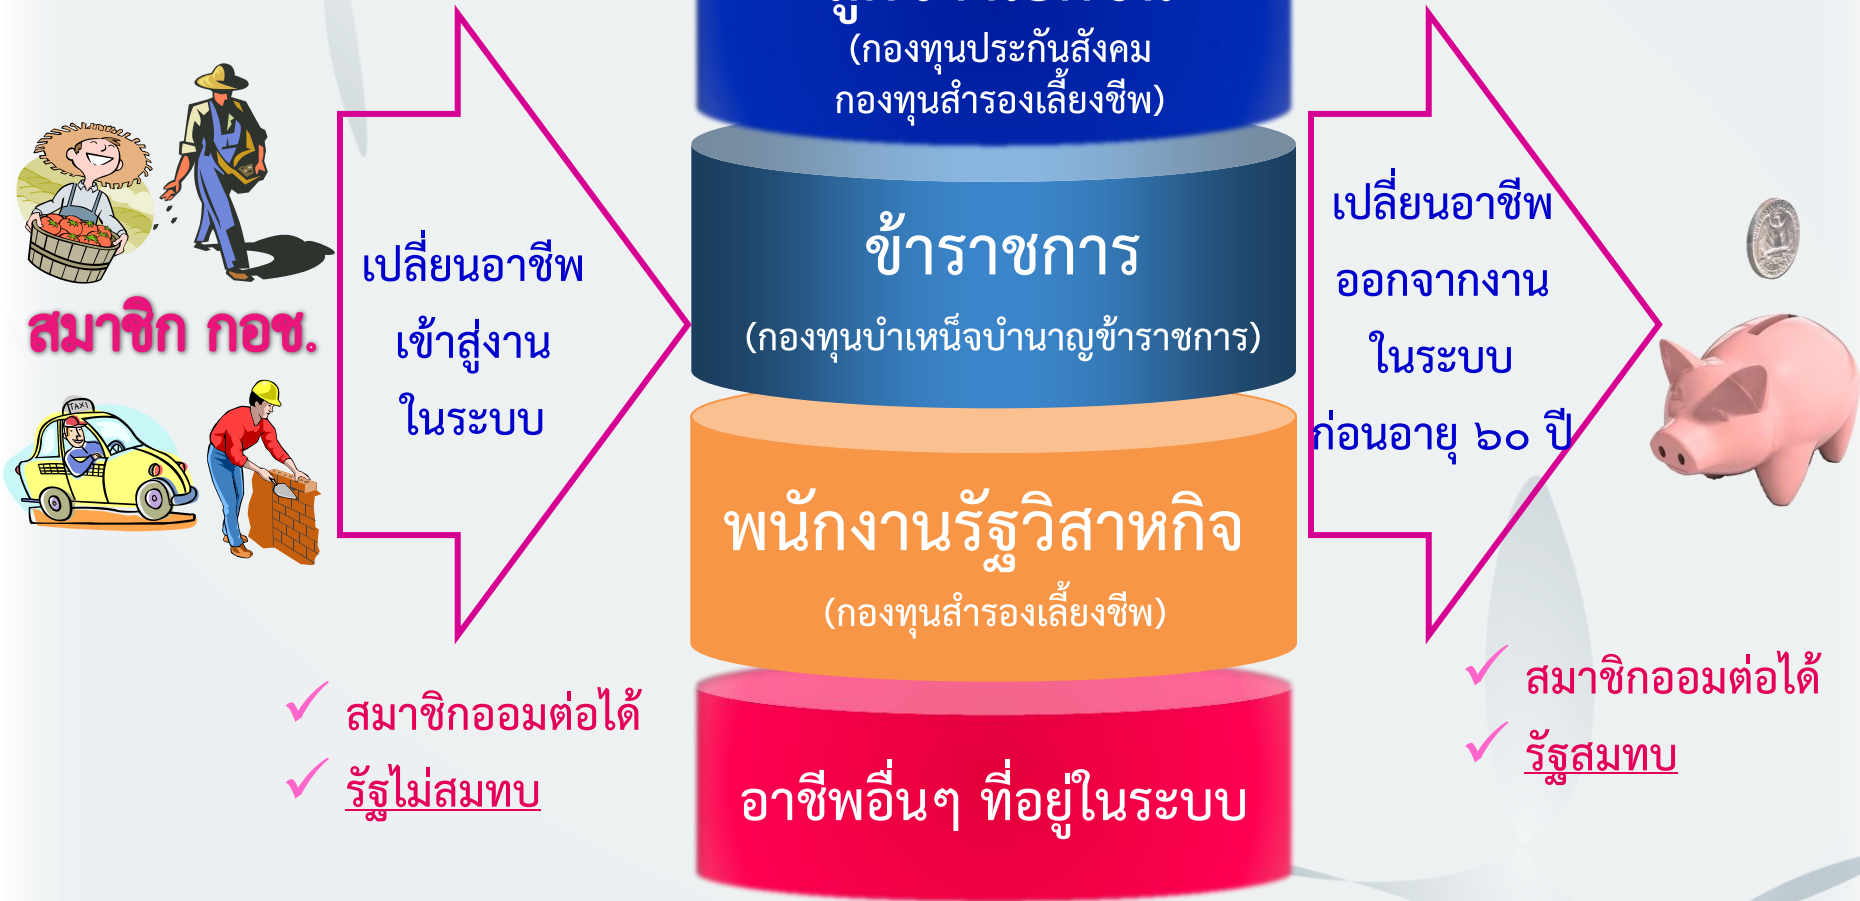 (กองทุนประกันสังคม
กองทุนสำรองเลี้ยงชีพ)
สมาชิก กอช.
TAXI
เปลี่ยนอาชีพ
เข้าสู่งาน
ในระบบ
ข้าราชการ
(กองทุนบำเหน็จบำนาญข้าราชการ)
พนักงานรัฐวิสาหกิจ
(กองทุนสำรองเลี้ยงชีพ)
อาชีพอื่นๆ ที่อยู่ในระบบ
เปลี่ยนอาชีพ
ออกจากงาน
ในระบบ
ก่อนอายุ ๖๐ ปี
✓ สมาชิกออมต่อได้
✓ รัฐไม่สมทบ
✓ สมาชิกออมต่อได้
✓ รัฐสมทบ